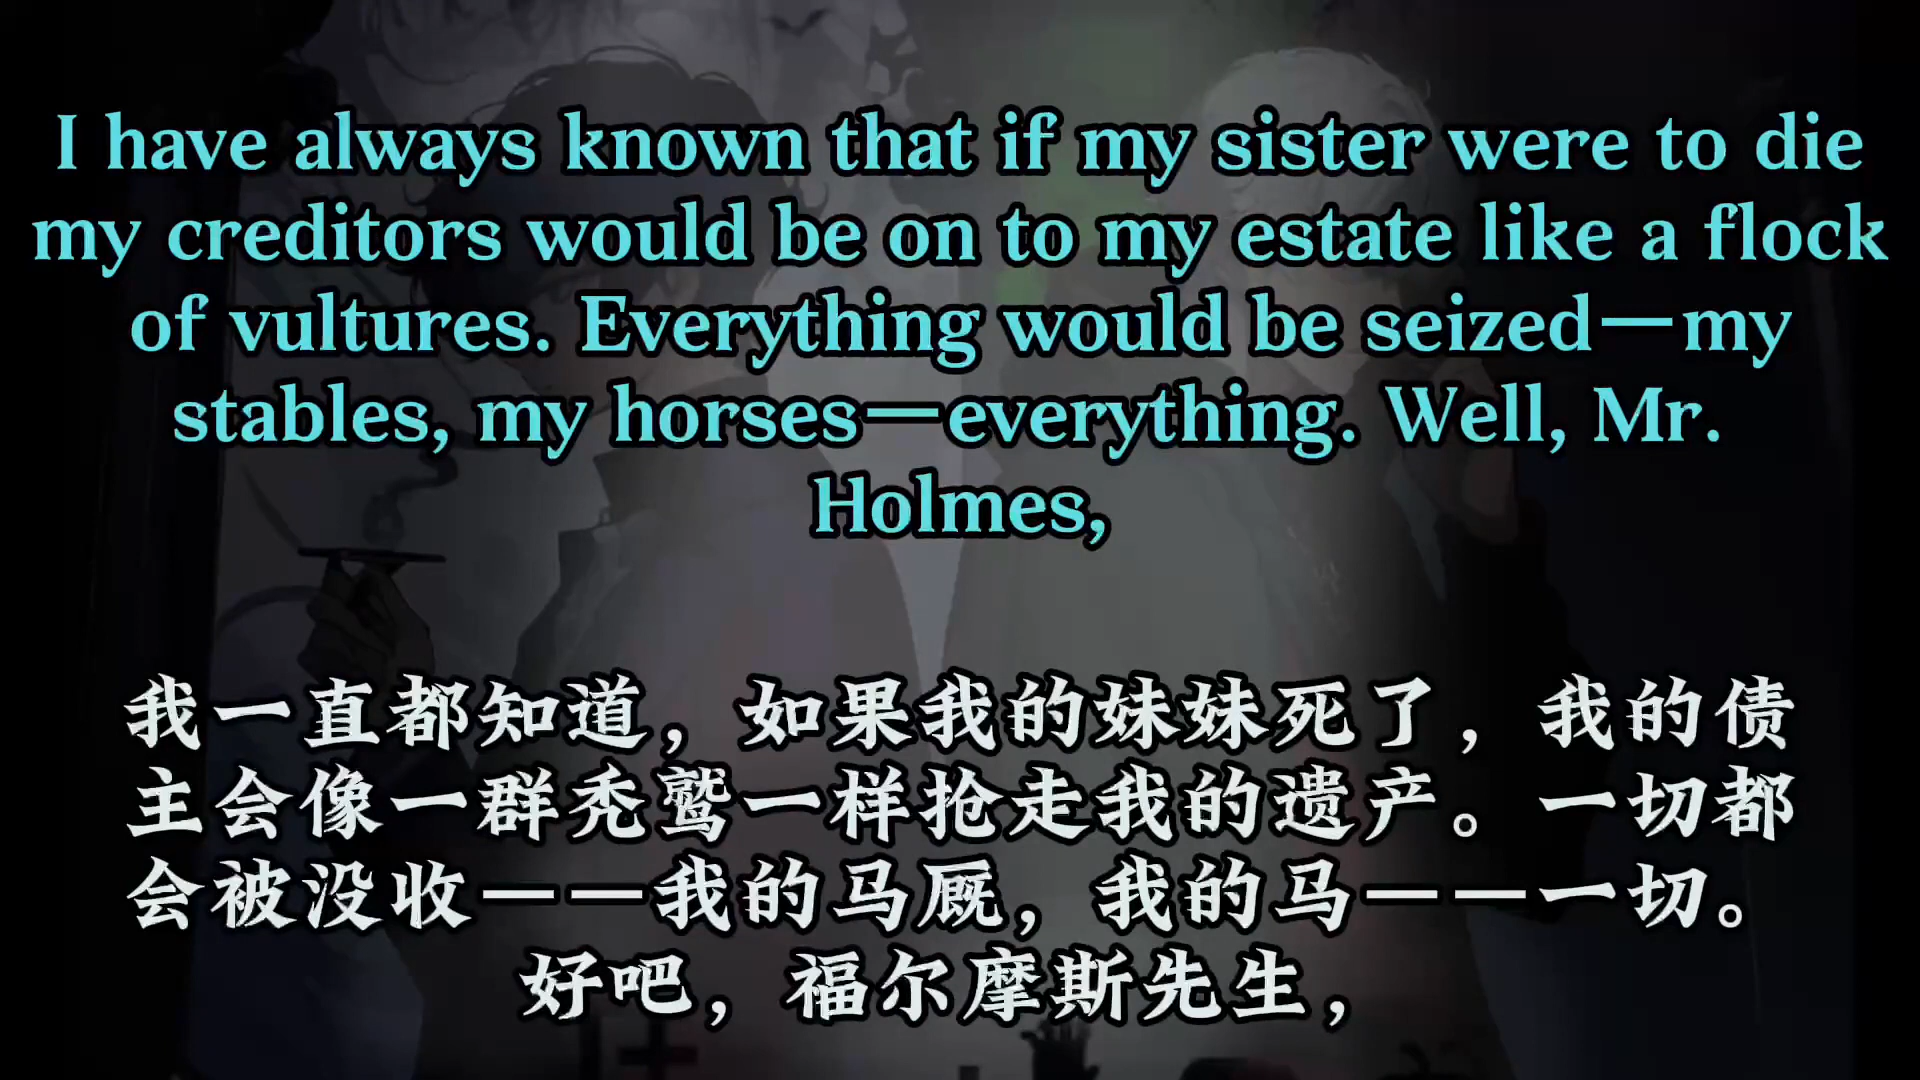 I have always known that if my sister were to die
my creditors would be on to my estate like a flock
of vultures. Everything would be seized—my
stables, my horses—everything. Well, Mr.
Holmes,
我一直都知道，如果我的妹妹死了，我的债
主会像一群秃鹫一样抢走我的遗产。一切都
会被没收——我的马厩，我的马——一切。
好吧，福尔摩斯先生，